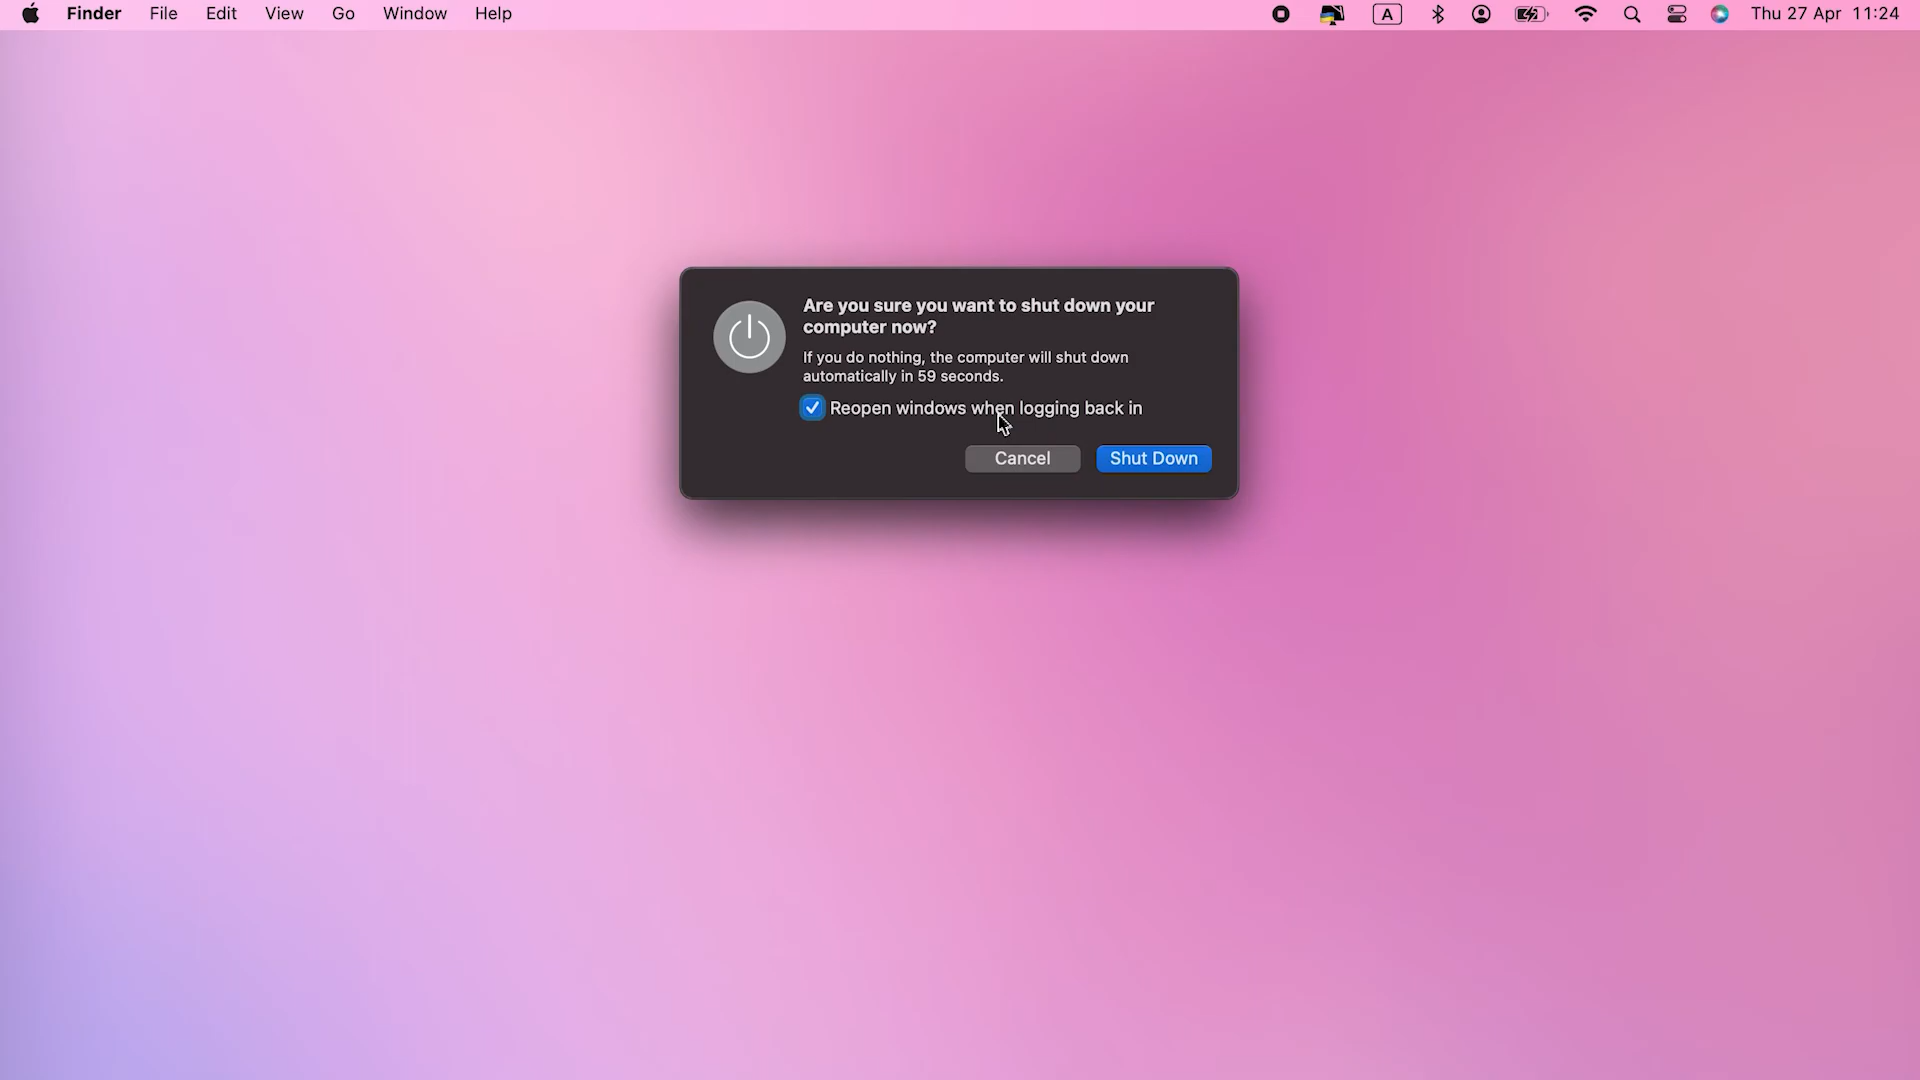 Finder File Edit View Go Window Help A Thu 27 Apr 11:24
Are you sure you want to shut down your
computer now?
If you do nothing, the computer will shut down
automatically in 59 seconds.
Reopen windows when logging back in
Cancel Shut Down